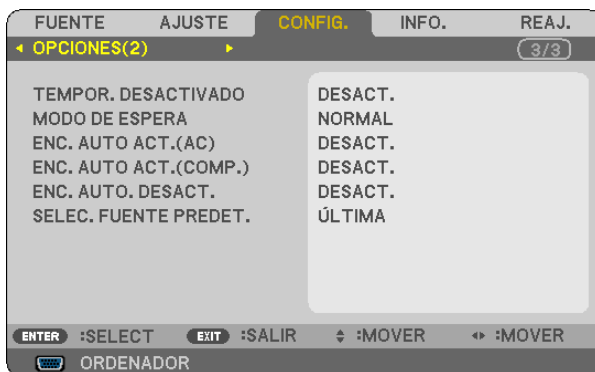 FUENTE AJUSTE CONFIG. INFO. REAJ.
OPCIONES(2) 3/3
TEMPOR. DESACTIVADO DESACT.
MODO DE ESPERA NORMAL
ENC. AUTO ACT.(AC) DESACT.
ENC. AUTO ACT.(COMP.) DESACT.
ENC. AUTO. DESACT. DESACT.
SELEC. FUENTE PREDET. ÚLTIMA
ENTER :SELECT EXIT :SALIR :MOVER :MOVER
ORDENADOR